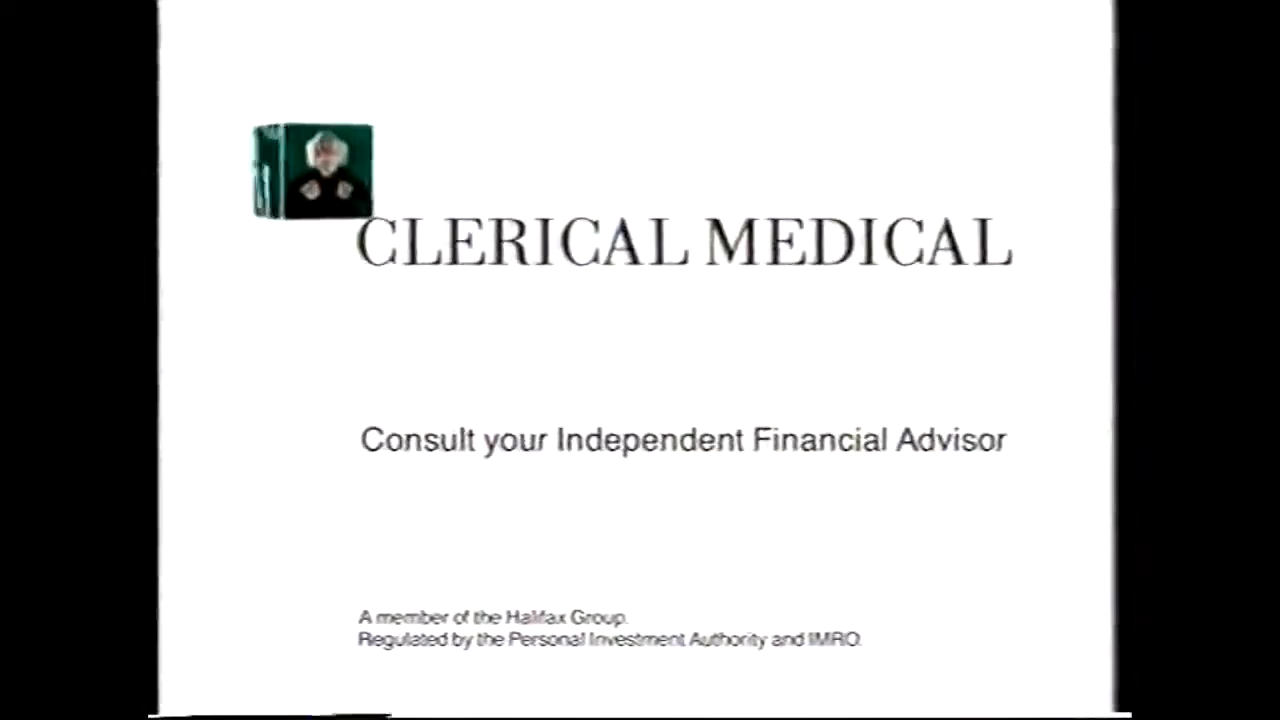 CLERICAL MEDICAL
Consult your Independent Financial Advisor
A member of the Halifax Group.
Regulated by the Personal Investment Authority and IMRO.